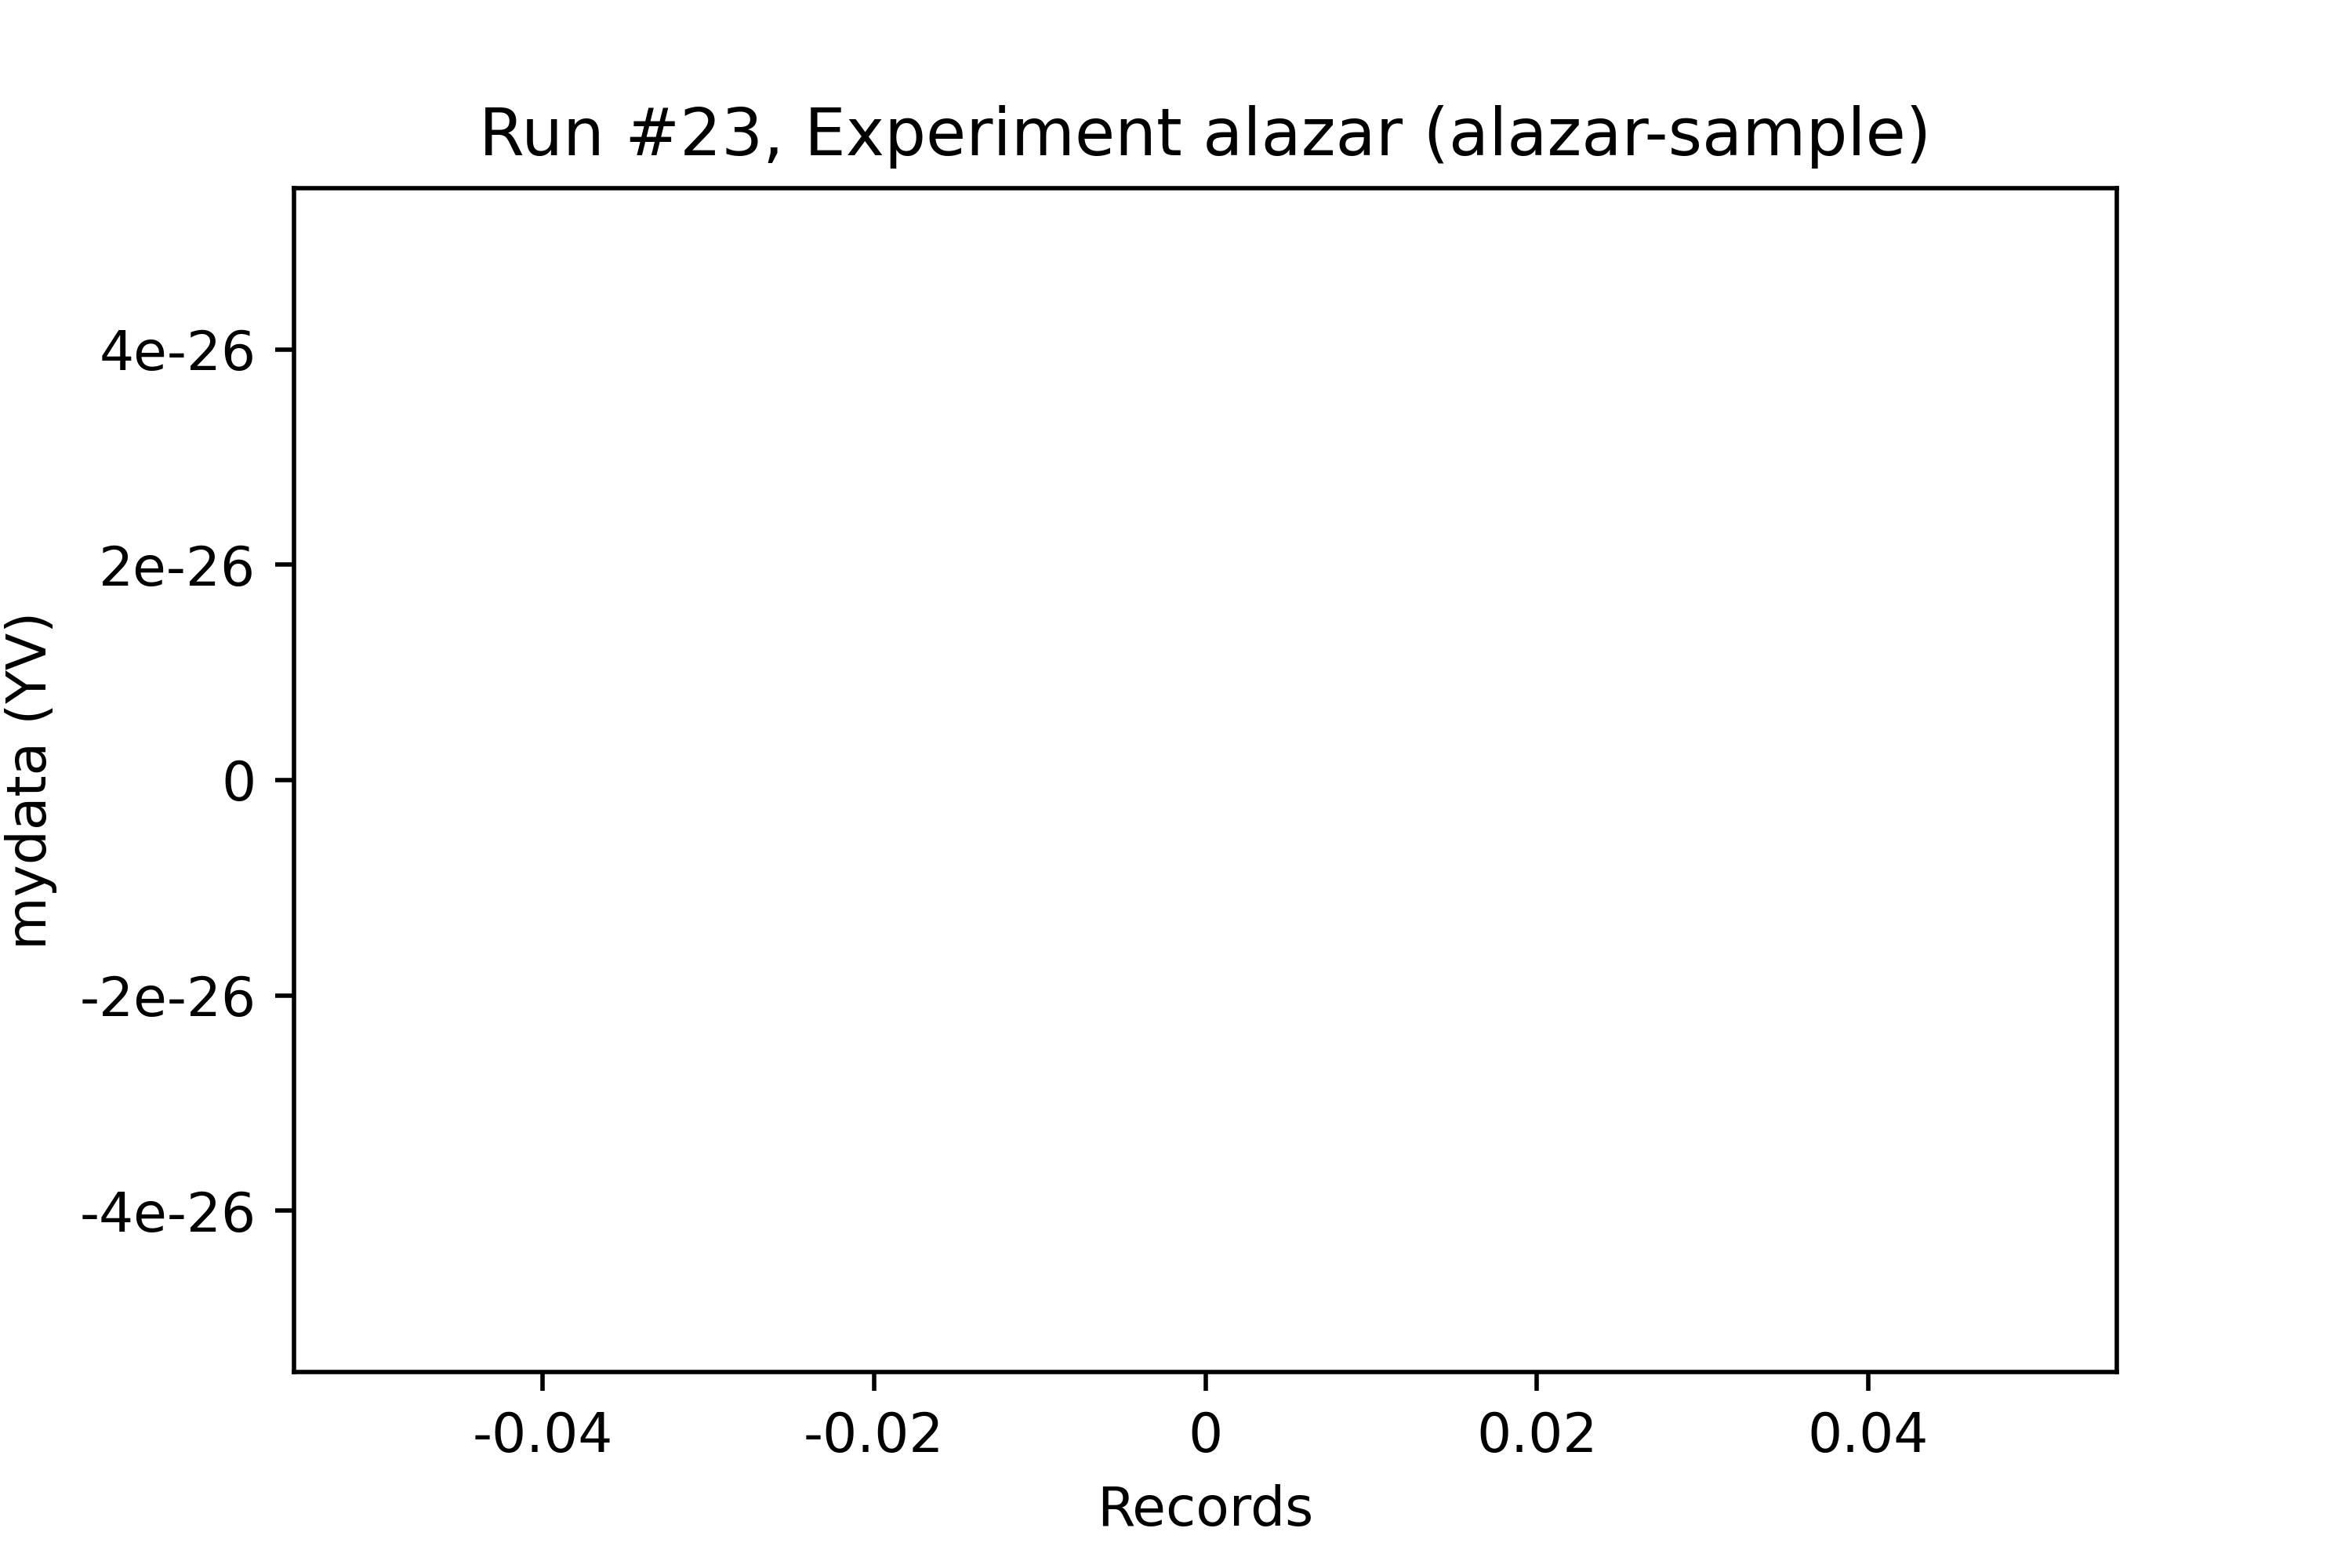 Run #23, Experiment alazar (alazar-sample)
mydata (YV)
4e-26
2e-26
0
-2e-26
-4e-26
-0.04 -0.02 0 0.02 0.04
Records